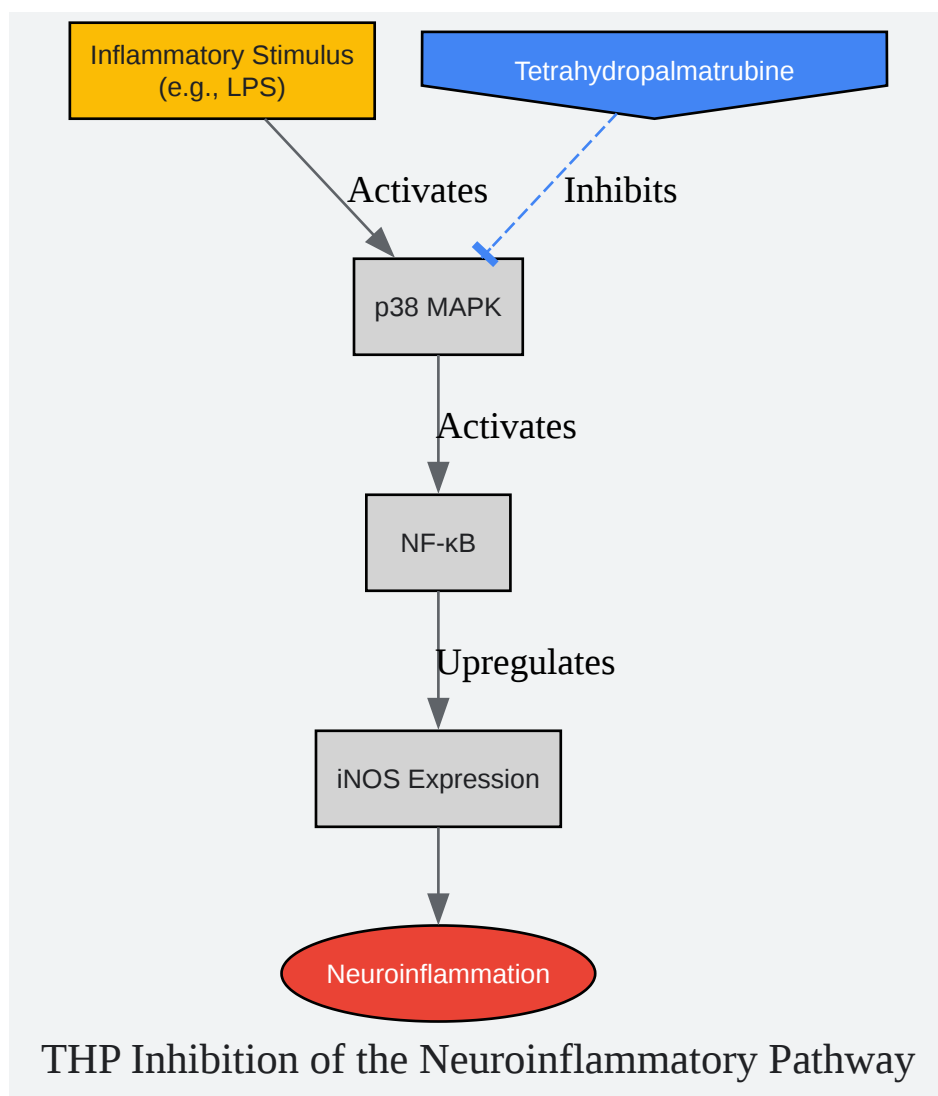 Inflammatory Stimulus
(e.g., LPS)
Tetrahydropalmatrubine
Activates
Inhibits
p38 MAPK
Activates
NF-κB
Upregulates
iNOS Expression
Neuroinflammation
THP Inhibition of the Neuroinflammatory Pathway